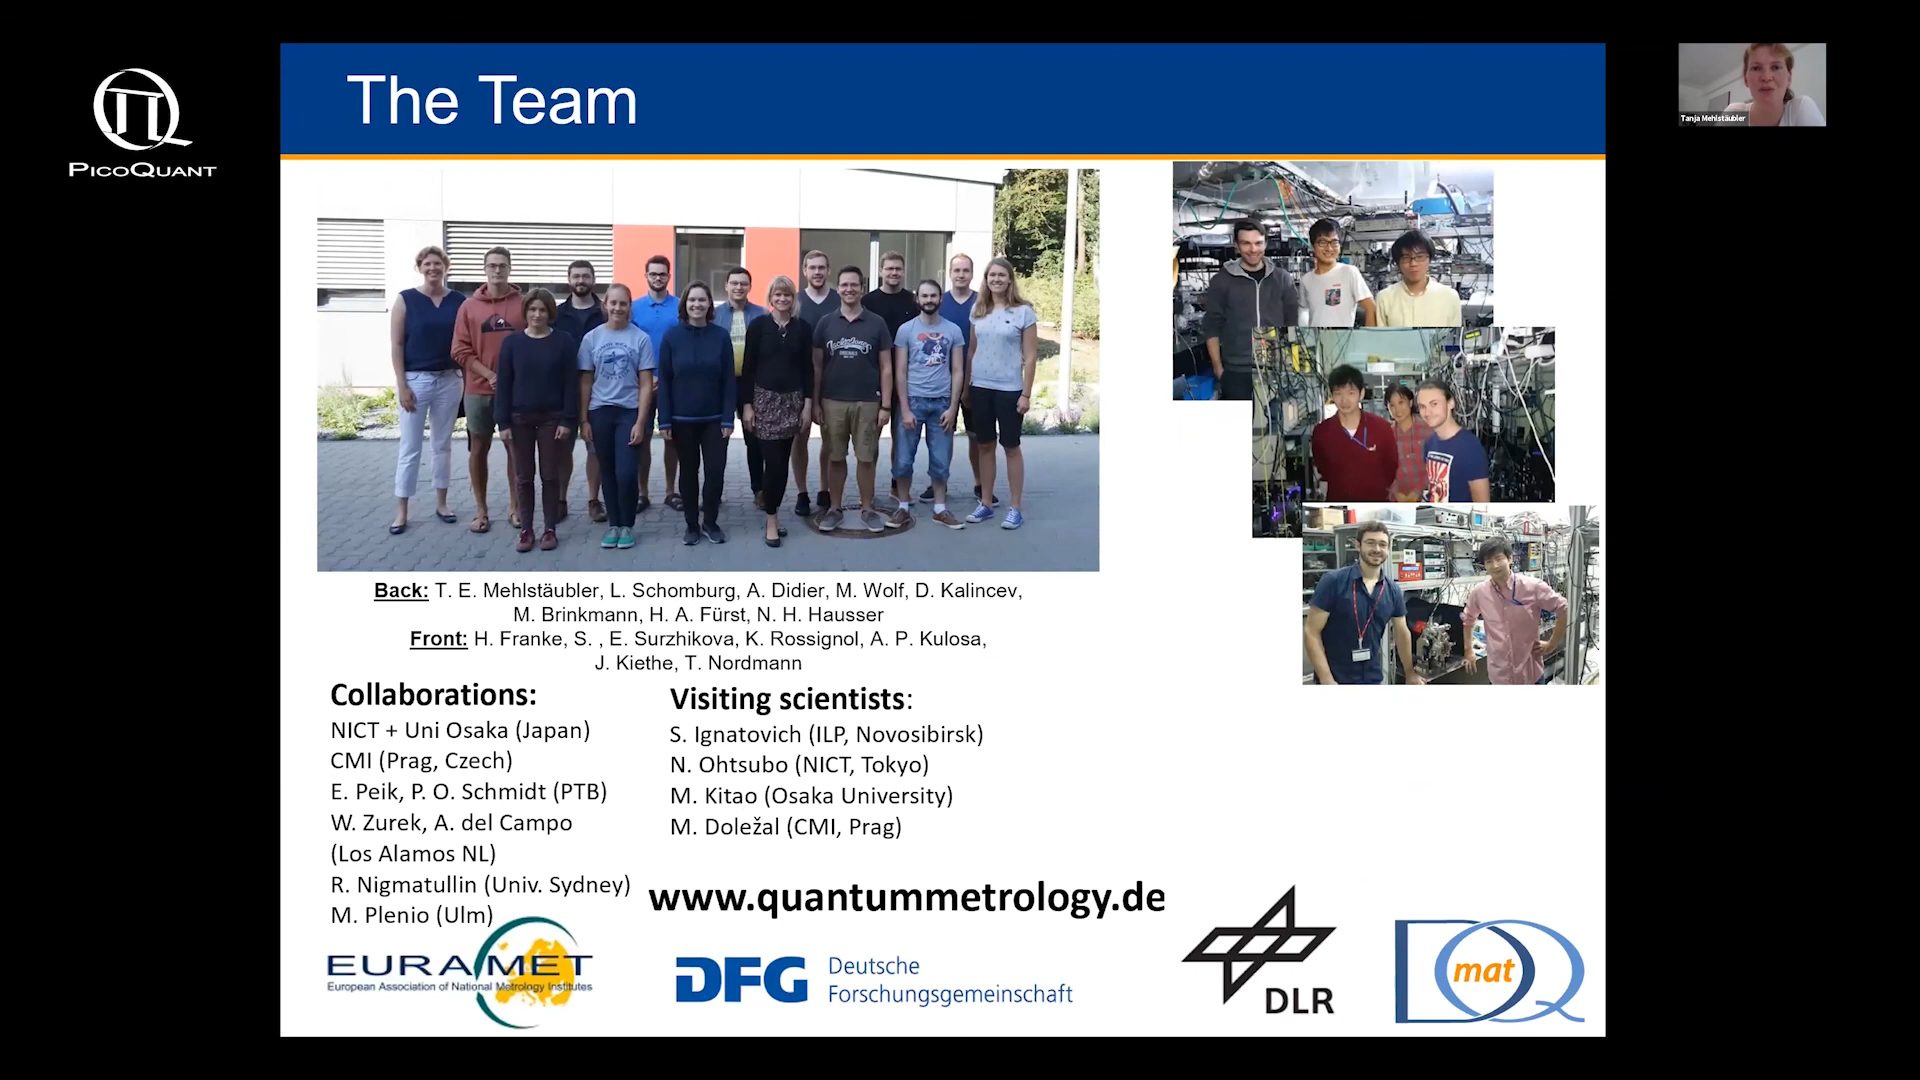 PICOQUANT
The Team
Tanja Mehlstäubler
Back: T. E. Mehlstäubler, L. Schomburg, A. Didier, M. Wolf, D. Kalincev,
M. Brinkmann, H. A. Fürst, N. H. Hausser
Front: H. Franke, S. , E. Surzhikova, K. Rossignol, A. P. Kulosa,
J. Kiethe, T. Nordmann
Collaborations:
NICT + Uni Osaka (Japan)
CMI (Prag, Czech)
E. Peik, P. O. Schmidt (PTB)
W. Zurek, A. del Campo
(Los Alamos NL)
R. Nigmatullin (Univ. Sydney)
M. Plenio (Ulm)
Visiting scientists:
S. Ignatovich (ILP, Novosibirsk)
N. Ohtsubo (NICT, Tokyo)
M. Kitao (Osaka University)
M. Doležal (CMI, Prag)
www.quantummetrology.de
EURAMET
European Association of National Metrology Institutes
DFG Deutsche
Forschungsgemeinschaft
DLR
DQ
mat